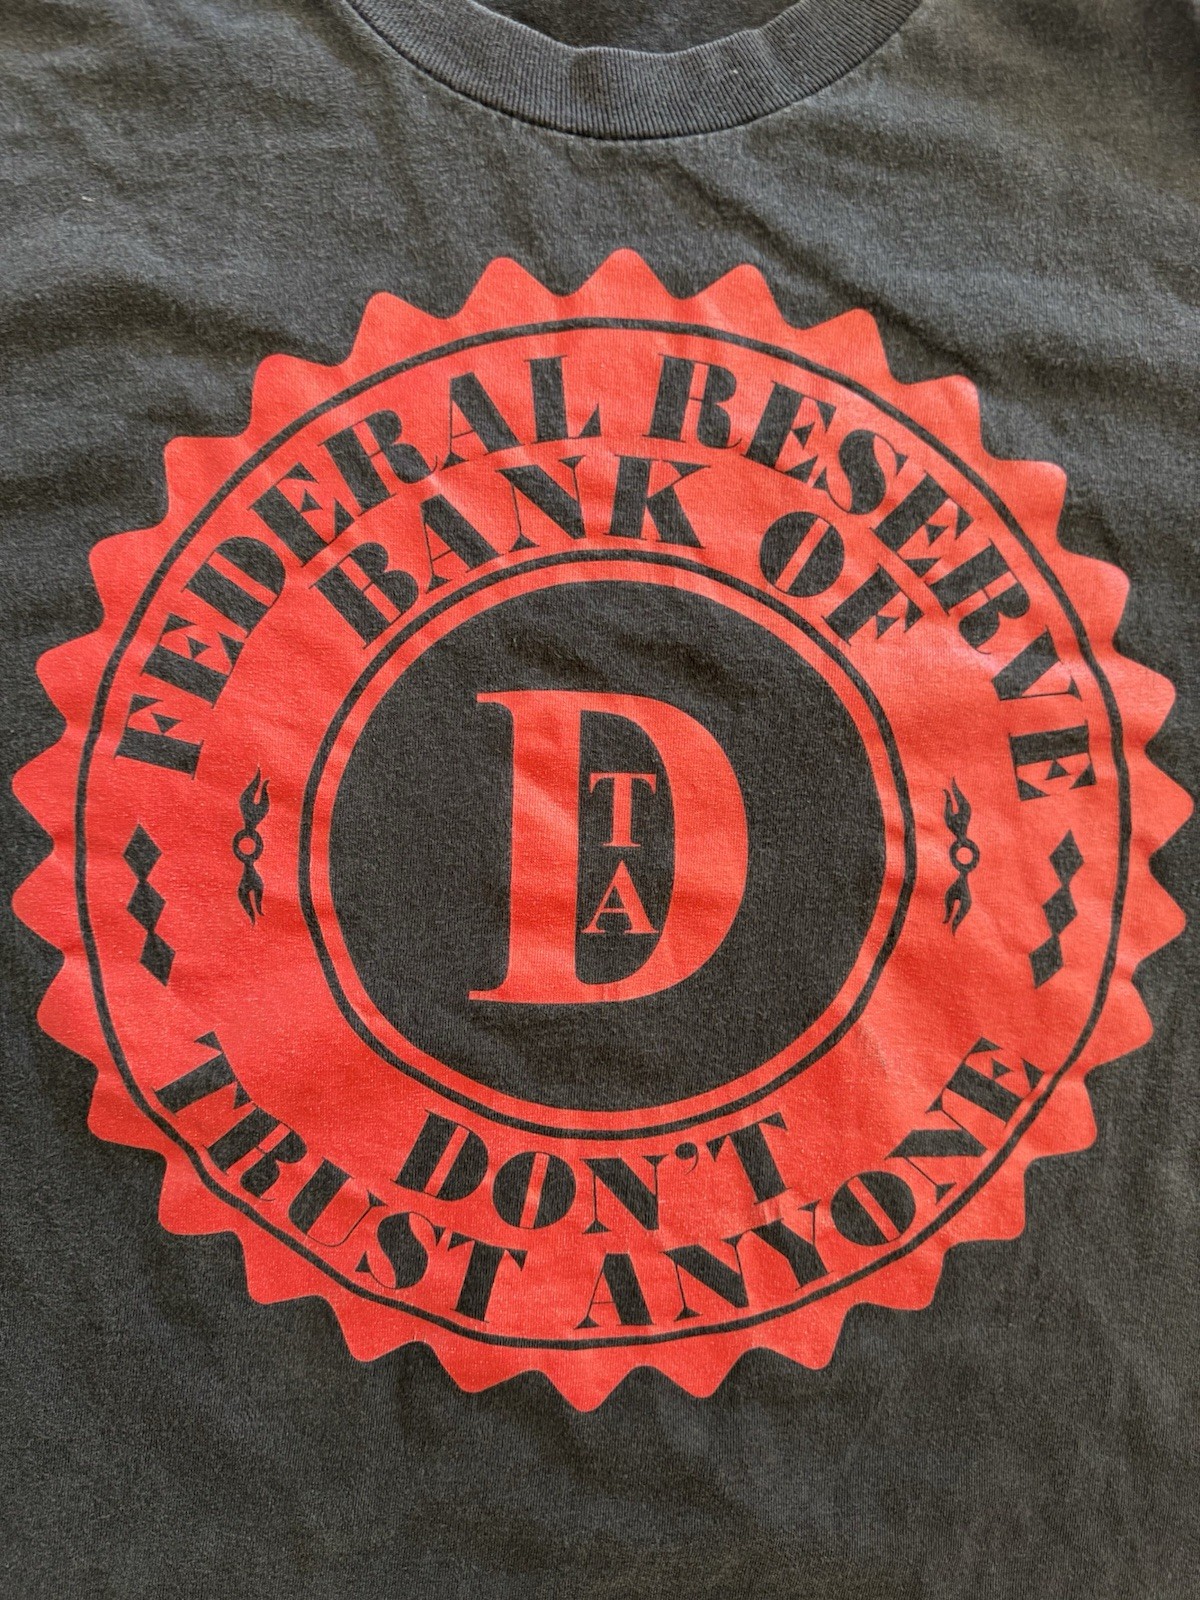 FEDERAL RESERVE
BANK OF
D
T
A
DON'T
TRUST ANYONE